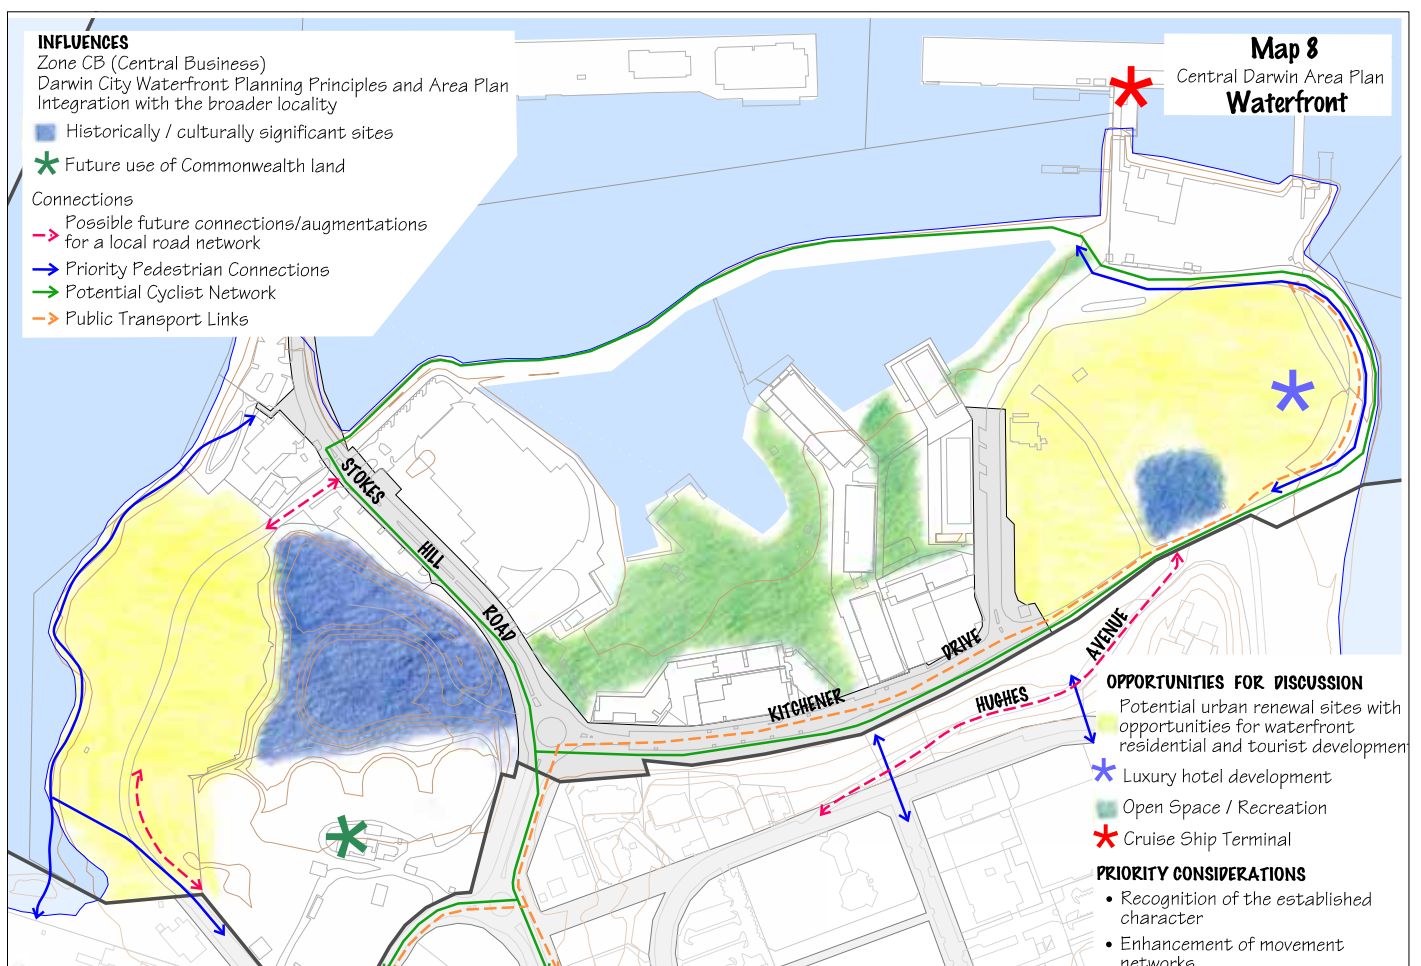 INFLUENCES
Zone CB (Central Business)
Darwin City Waterfront Planning Principles and Area Plan
Integration with the broader locality
Historically / culturally significant sites
Future use of Commonwealth land
Connections
Possible future connections/augmentations
for a local road network
Priority Pedestrian Connections
Potential Cyclist Network
Public Transport Links
Map 8
Central Darwin Area Plan
Waterfront
STOKES
HILL
ROAD
KITCHENER
DRIVE
HUGHES
AVENUE
OPPORTUNITIES FOR DISCUSSION
Potential urban renewal sites with
opportunities for waterfront
residential and tourist development
Luxury hotel development
Open Space / Recreation
Cruise Ship Terminal
PRIORITY CONSIDERATIONS
• Recognition of the established
character
• Enhancement of movement
networks